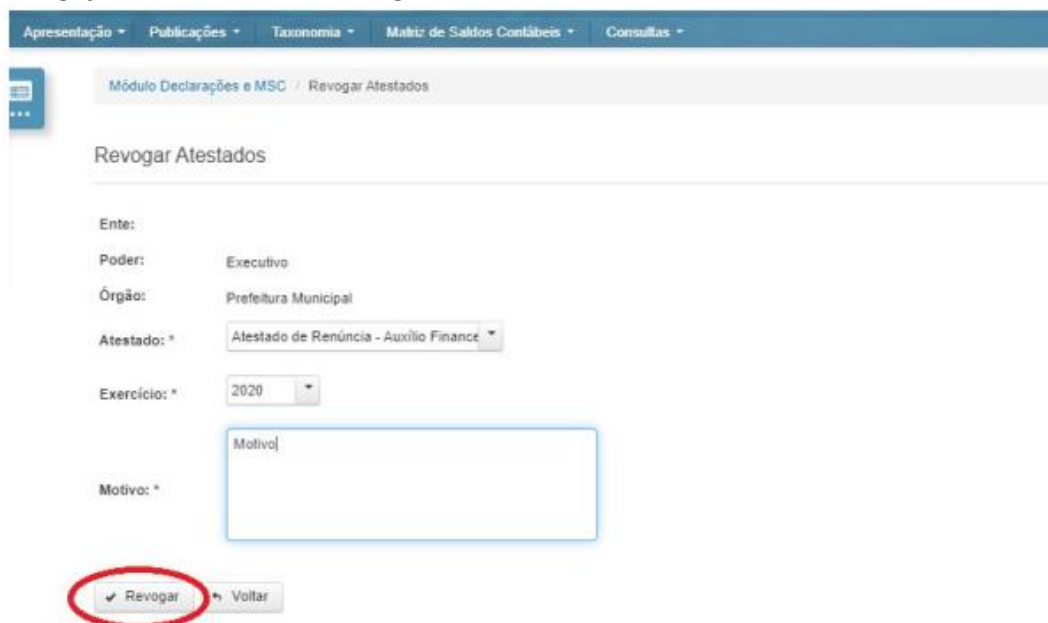 Apresentação Publicações Taxonomia Matriz de Saldos Contábeis Consultas
Módulo Declarações e MSC / Revogar Atestados
Revogar Atestados
Ente:
Poder: Executivo
Órgão: Prefeitura Municipal
Atestado: * Atestado de Renúncia - Auxílio Finance
Exercício: * 2020
Motivo
Motivo: *
Revogar Voltar